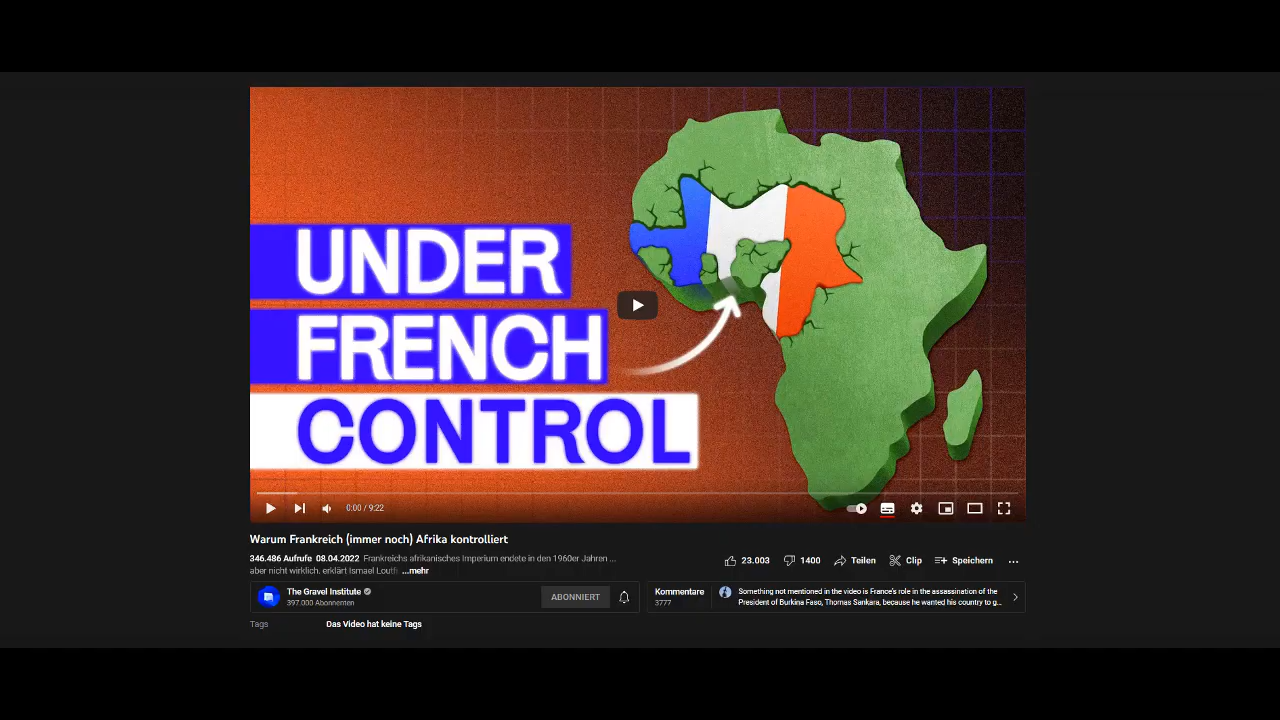 UNDER
FRENCH
CONTROL
0:00 / 9:22
Warum Frankreich (immer noch) Afrika kontrolliert
346.486 Aufrufe 08.04.2022 Frankreichs afrikanisches Imperium endete in den 1960er Jahren ...
aber nicht wirklich. erklärt Ismael ...mehr
23.003
1400
Teilen
Clip
Speichern
The Gravel Institute
397.000 Abonnenten
ABONNIERT
Kommentare
3777
Something not mentioned in the video is France's role in the assassination of the
President of Burkina Faso, Thomas Sankara, because he wanted his country to g...
Tags
Das Video hat keine Tags